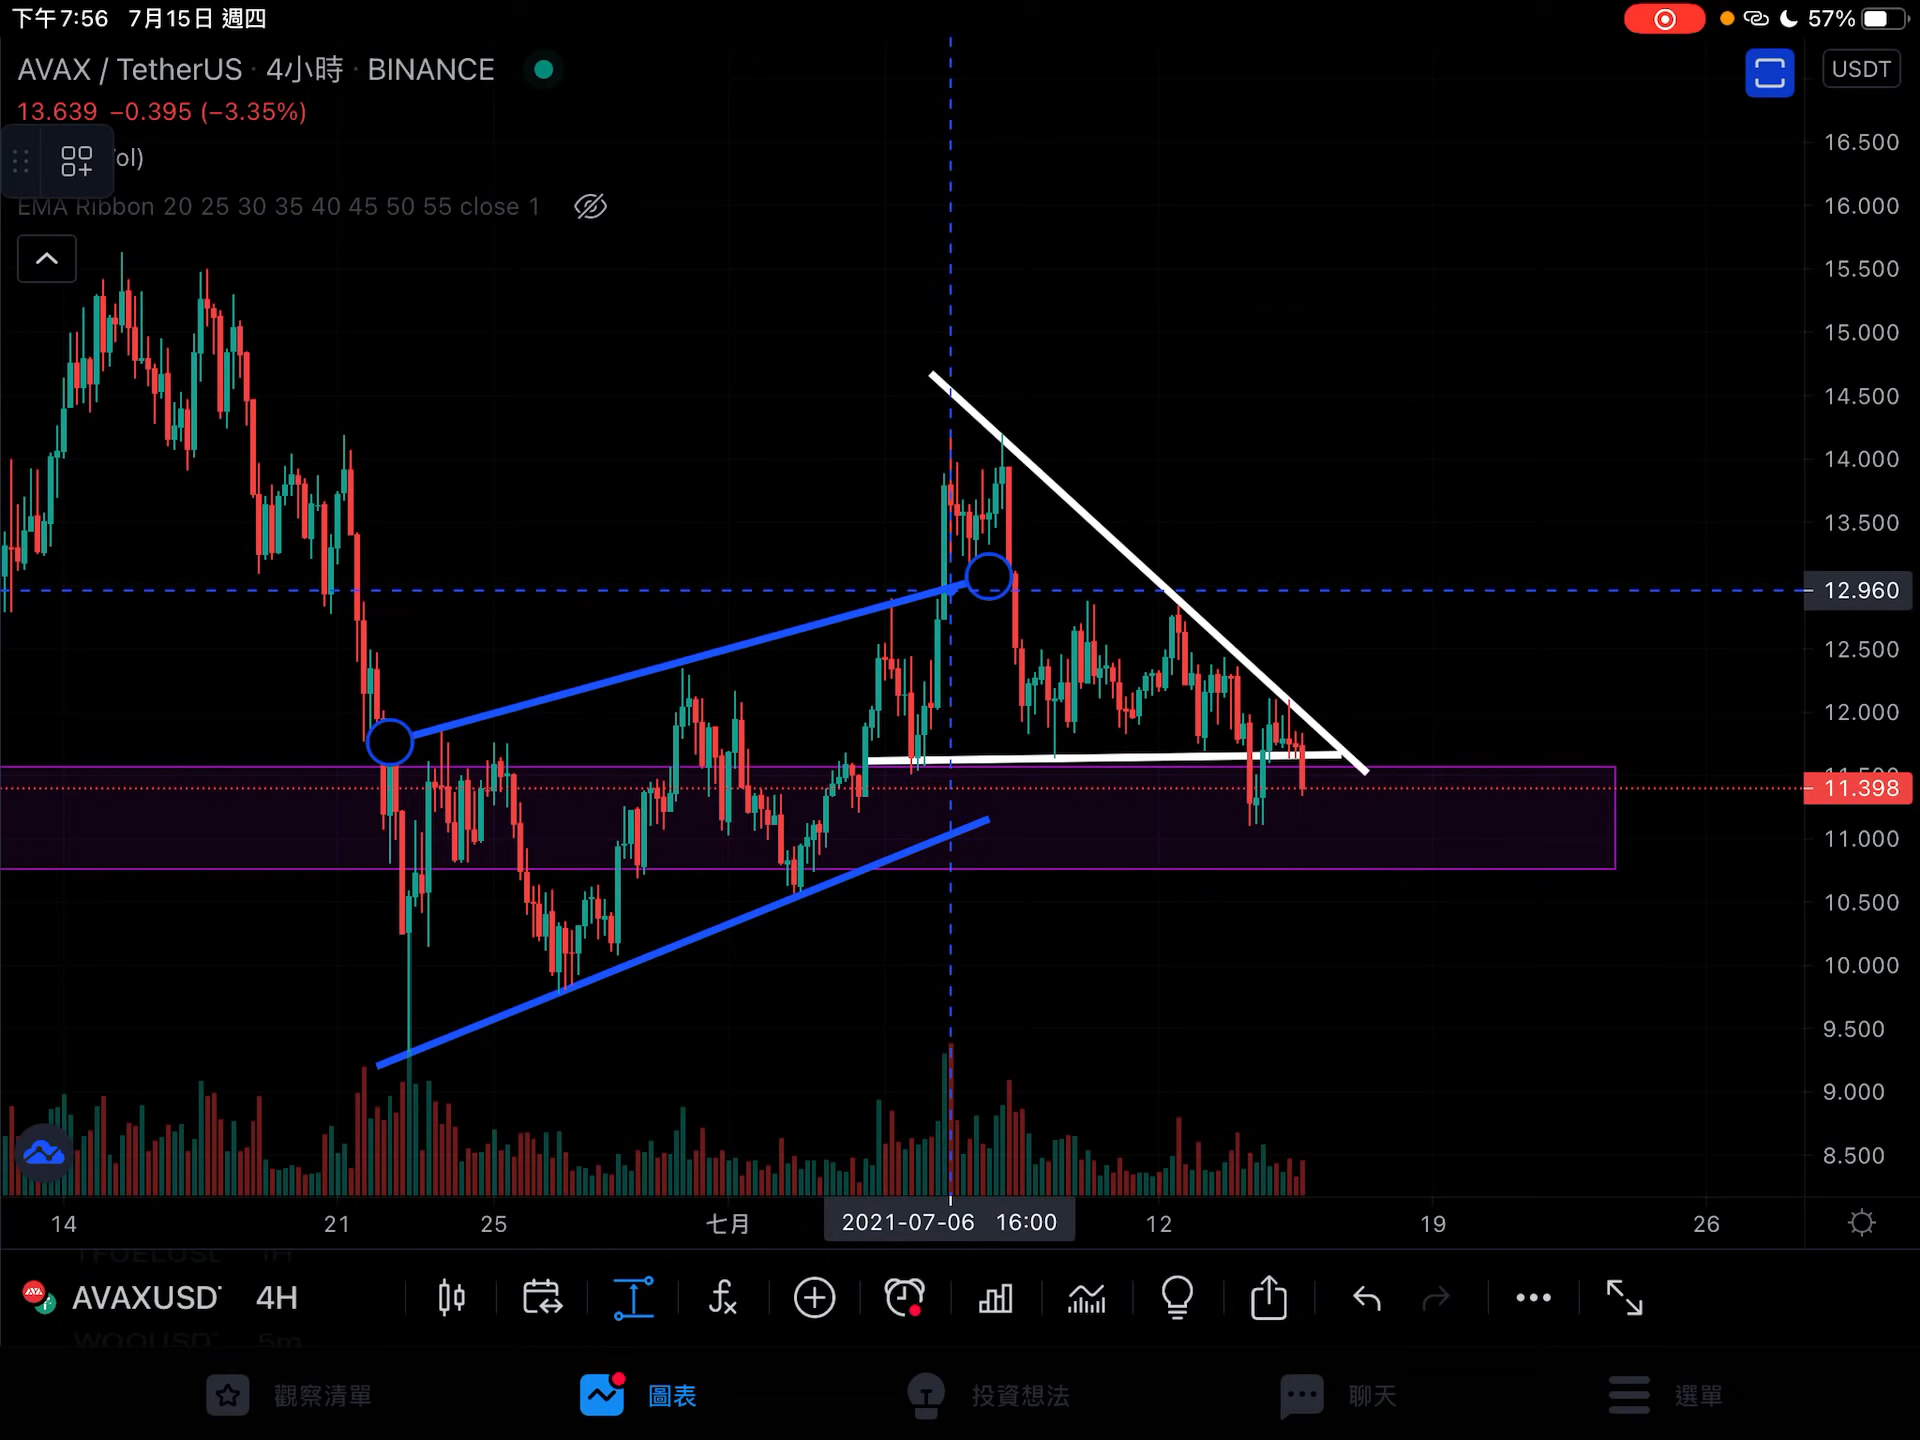 下午7:56 7月15日 週四
57%
AVAX / TetherUS · 4小時 · BINANCE
USDT
13.639 −0.395 (−3.35%)
ol)
EMA Ribbon 20 25 30 35 40 45 50 55 close 1
16.500
16.000
15.500
15.000
14.500
14.000
13.500
12.960
12.500
12.000
11.398
11.000
10.500
10.000
9.500
9.000
8.500
14 21 25 七月 2021-07-06 16:00 12 19 26
AVAXUSD 4H
5m
觀察清單 圖表 投資想法 聊天 選單